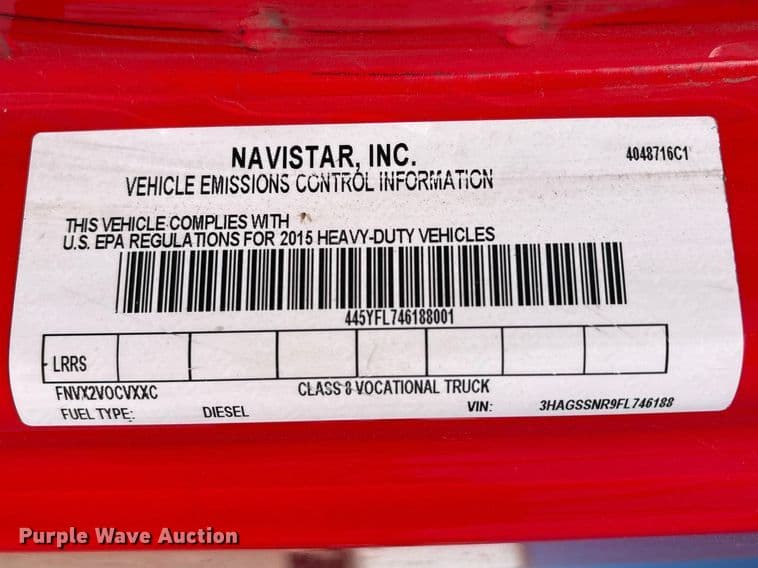 NAVISTAR, INC.
4048716C1
VEHICLE EMISSIONS CONTROL INFORMATION
THIS VEHICLE COMPLIES WITH
U.S. EPA REGULATIONS FOR 2015 HEAVY-DUTY VEHICLES
445YFL746188001
LRRS
FNVX2VOCVXXC CLASS 8 VOCATIONAL TRUCK
FUEL TYPE: DIESEL VIN: 3HAGSSNR9FL746188
Purple Wave Auction